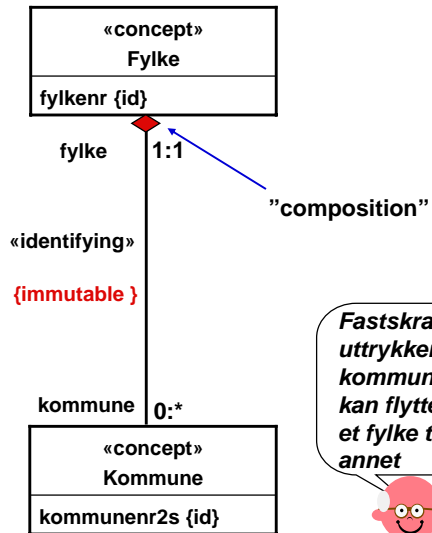 «concept»
Fylke
fylkenr {id}
fylke 1:1
”composition”
«identifying»
{immutable }
kommune 0:*
«concept»
Kommune
kommunenr2s {id}
uttrykker
kommun
kan flytte
et fylke
annet